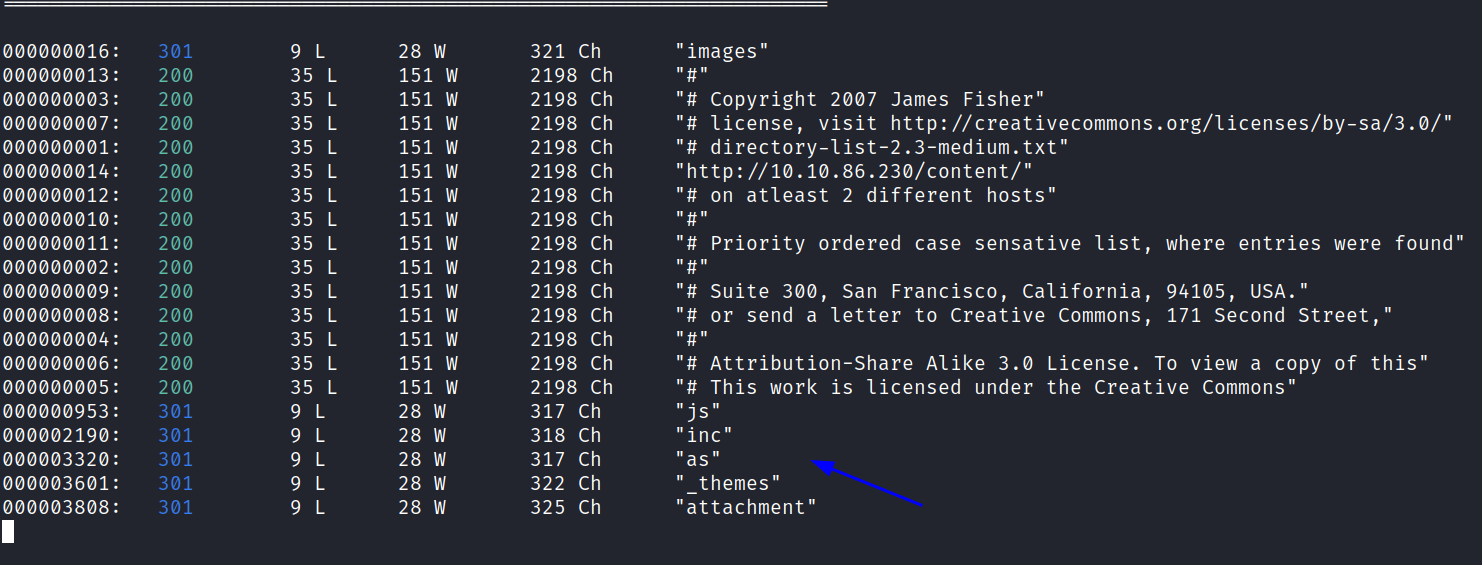 ==================================================================
000000016:   301        9 L      28 W     321 Ch      "images"
000000013:   200        35 L     151 W    2198 Ch     "#"
000000003:   200        35 L     151 W    2198 Ch     "# Copyright 2007 James Fisher"
000000007:   200        35 L     151 W    2198 Ch     "# license, visit http://creativecommons.org/licenses/by-sa/3.0/"
000000001:   200        35 L     151 W    2198 Ch     "# directory-list-2.3-medium.txt"
000000014:   200        35 L     151 W    2198 Ch     "http://10.10.86.230/content/"
000000012:   200        35 L     151 W    2198 Ch     "# on atleast 2 different hosts"
000000010:   200        35 L     151 W    2198 Ch     "#"
000000011:   200        35 L     151 W    2198 Ch     "# Priority ordered case sensative list, where entries were found"
000000002:   200        35 L     151 W    2198 Ch     "#"
000000009:   200        35 L     151 W    2198 Ch     "# Suite 300, San Francisco, California, 94105, USA."
000000008:   200        35 L     151 W    2198 Ch     "# or send a letter to Creative Commons, 171 Second Street,"
000000004:   200        35 L     151 W    2198 Ch     "#"
000000006:   200        35 L     151 W    2198 Ch     "# Attribution-Share Alike 3.0 License. To view a copy of this"
000000005:   200        35 L     151 W    2198 Ch     "# This work is licensed under the Creative Commons"
000000953:   301        9 L      28 W     317 Ch      "js"
000002190:   301        9 L      28 W     318 Ch      "inc"
000003320:   301        9 L      28 W     317 Ch      "as"
000003601:   301        9 L      28 W     322 Ch      "_themes"
000003808:   301        9 L      28 W     325 Ch      "attachment"